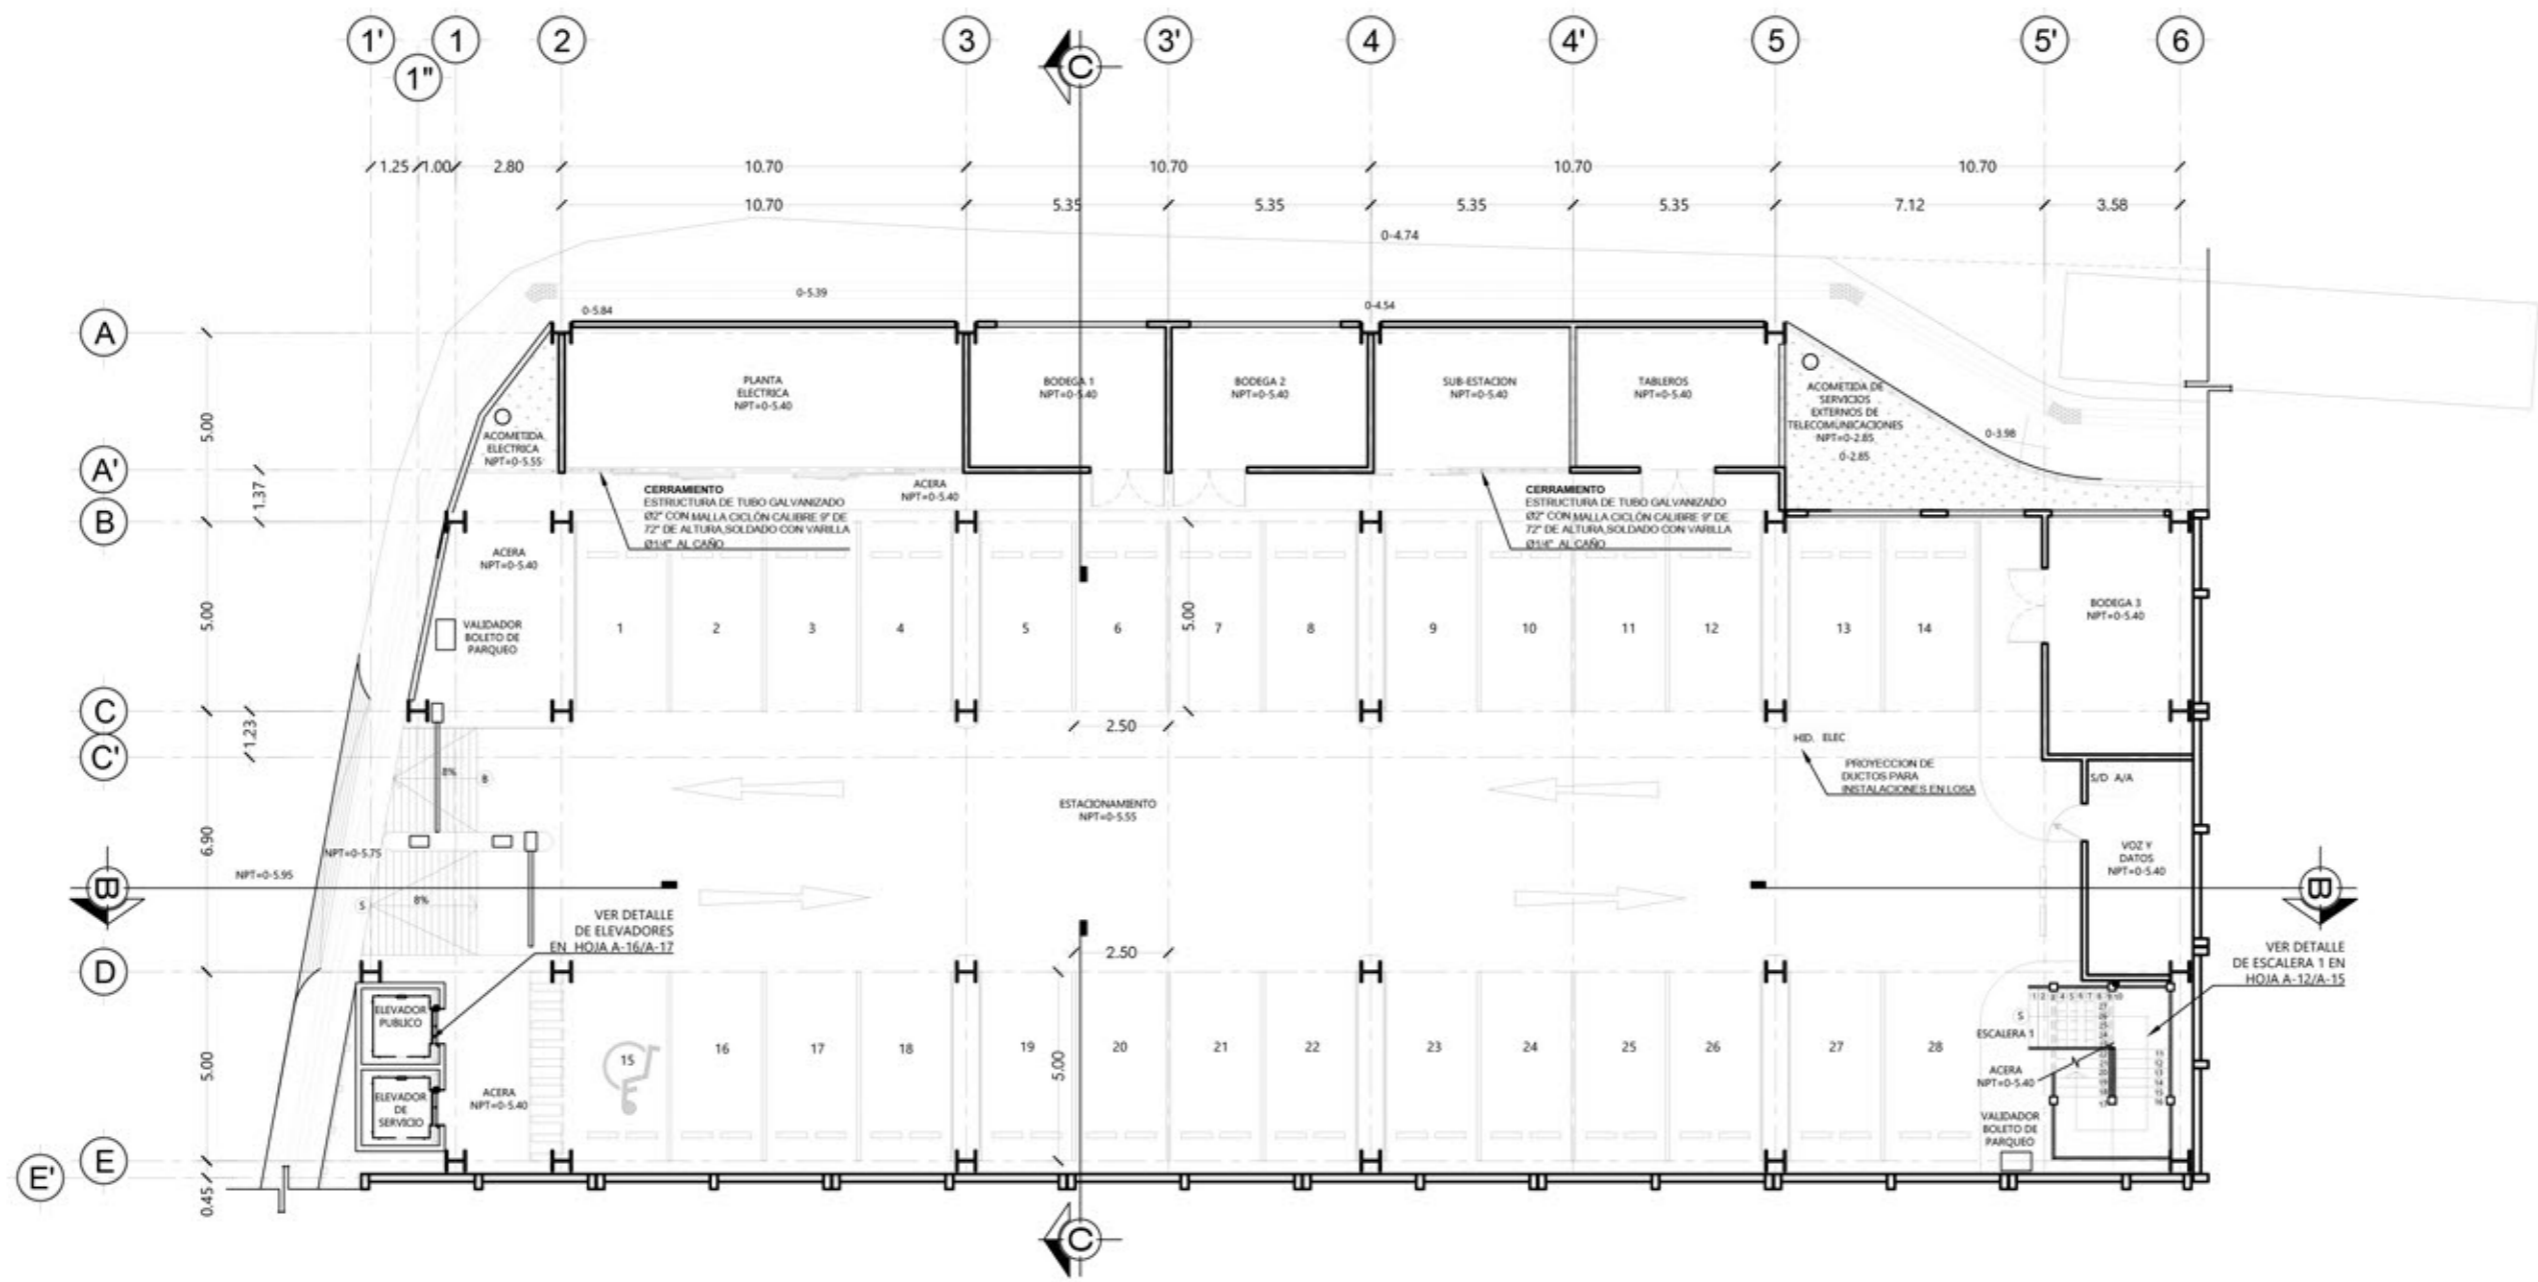 1' 1 2 3 C 3' 4 4' 5 5' 6
1"
1.25 1.00 2.80 10.70 10.70 10.70 10.70
10.70 5.35 5.35 5.35 5.35 7.12 3.58
0-4.74
0-5.39
0-5.84
0-4.54
A
A'
B
C
C'
D
E
E'
5.00
1.37
5.00
1.23
6.90
5.00
0.45
PLANTA
ELECTRICA
NPT=0-5.40
BODEGA 1
NPT=0-5.40
BODEGA 2
NPT=0-5.40
SUB-ESTACION
NPT=0-5.40
TABLEROS
NPT=0-5.40
ACOMETIDA DE
SERVICIOS
EXTERNOS DE
TELECOMUNICACIONES
NPT=0-2.85
0-2.85
0-3.98
ACOMETIDA
ELECTRICA
NPT=0-5.55
CERRAMIENTO
ESTRUCTURA DE TUBO GALVANIZADO
Ø2" CON MALLA CICLÓN CALIBRE 9" DE
72" DE ALTURA,SOLDADO CON VARILLA
Ø1/4" AL CAÑO
ACERA
NPT=0-5.40
CERRAMIENTO
ESTRUCTURA DE TUBO GALVANIZADO
Ø2" CON MALLA CICLÓN CALIBRE 9" DE
72" DE ALTURA,SOLDADO CON VARILLA
Ø1/4" AL CAÑO
ACERA
NPT=0-5.40
VALIDADOR
BOLETO DE
PARQUEO
1 2 3 4 5 6 7 8 9 10 11 12 13 14
5.00
2.50
BODEGA 3
NPT=0-5.40
HID. ELEC
PROYECCION DE
DUCTOS PARA
INSTALACIONES EN LOSA
S/D A/A
8% B
ESTACIONAMIENTO
NPT=0-5.55
VOZ Y
DATOS
NPT=0-5.40
NPT=0-5.75
NPT=0-5.95
S 8%
B
B
VER DETALLE
DE ELEVADORES
EN HOJA A-16/A-17
2.50
VER DETALLE
DE ESCALERA 1 EN
HOJA A-12/A-15
ELEVADOR
PUBLICO
ELEVADOR
DE
SERVICIO
ACERA
NPT=0-5.40
15 16 17 18 19 20 21 22 23 24 25 26 27 28
5.00
1 2 3 4 5 6 7 8 9 10
S
ESCALERA 1
N
ACERA
NPT=0-5.40
VALIDADOR
BOLETO DE
PARQUEO
C